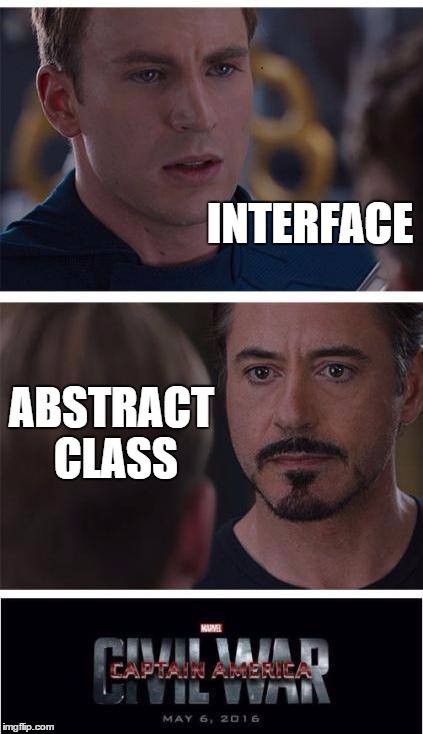 INTERFACE
ABSTRACT
CLASS
MARVEL
CAPTAIN AMERICA
CIVIL WAR
MAY 6, 2016
imgflip.com